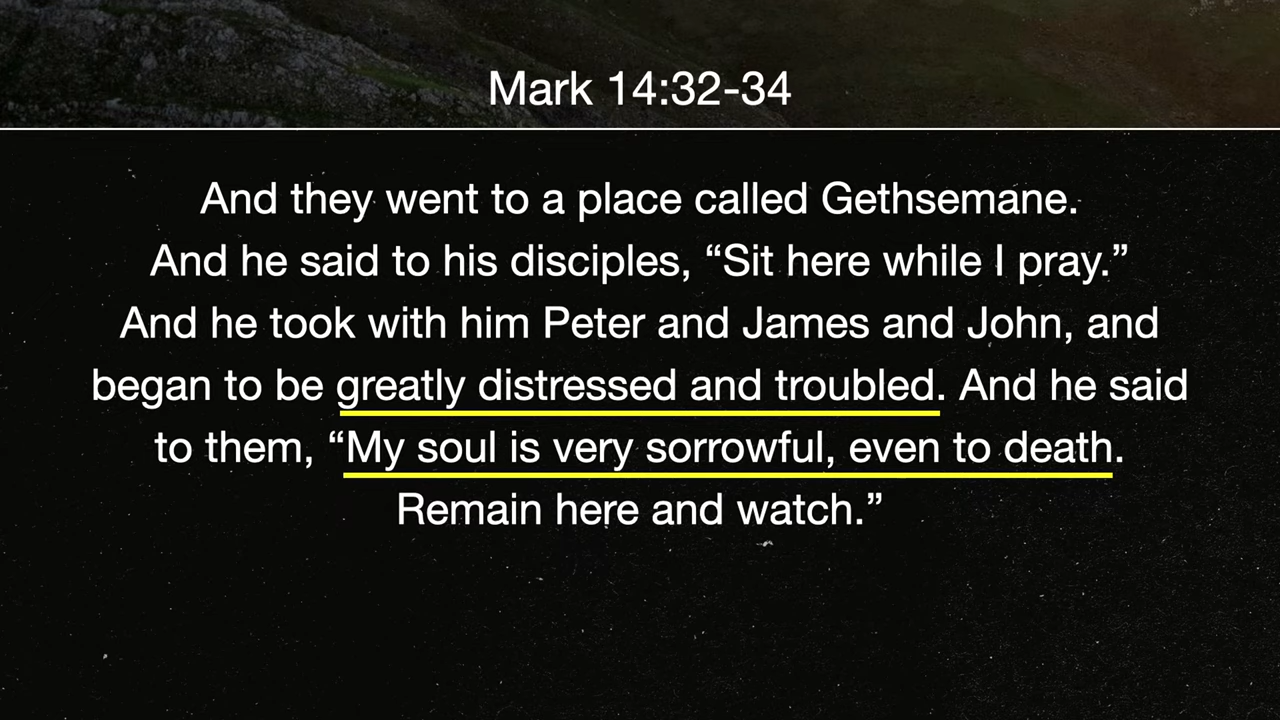 Mark 14:32-34
And they went to a place called Gethsemane.
And he said to his disciples, “Sit here while I pray.”
And he took with him Peter and James and John, and
began to be greatly distressed and troubled. And he said
to them, “My soul is very sorrowful, even to death.
Remain here and watch.”